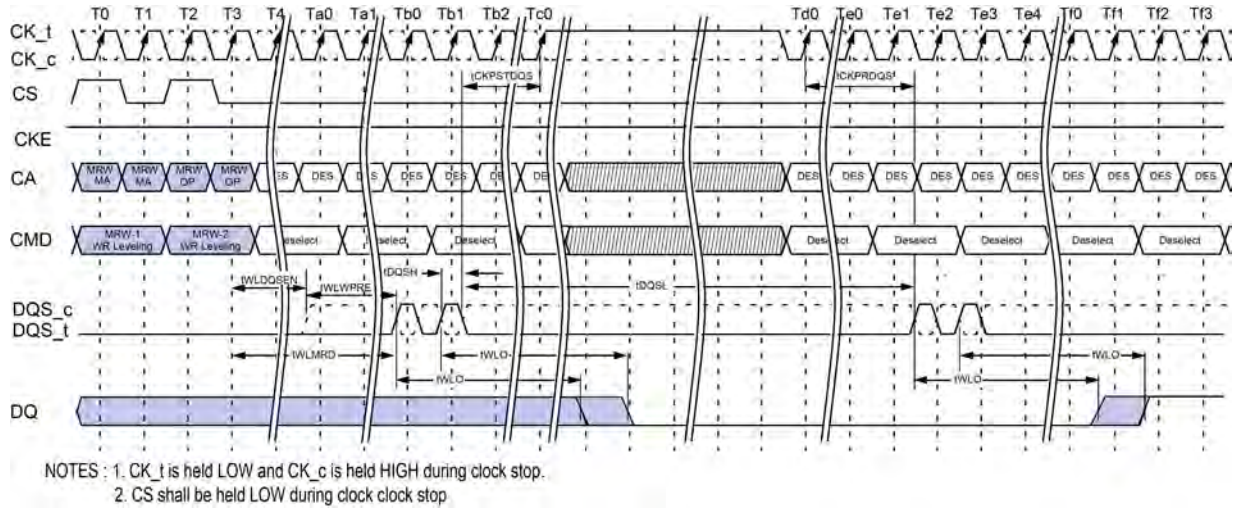 T0 T1 T2 T3 T4 Ta0 Ta1 Tb0 Tb1 Tb2 Tc0 Td0 Te0 Te1 Te2 Te3 Te4 Tf0 Tf1 Tf2 Tf3
CK_t
CK_c
tCKPSTDQS tCKPRDQS
CS
CKE
CA MRW MA MRW MA MRW OP MRW OP DES DES DES DES DES DES DES DES DES DES DES DES DES DES DES DES
CMD MRW-1 WR Leveling MRW-2 WR Leveling Deselect Deselect Deselect Deselect Deselect Deselect Deselect Deselect
tWLDQSEN tWLWPRE tDQSH tDQSL
DQS_c
DQS_t
tWLMRD tWLO tWLO
tWLO tWLO
DQ
NOTES : 1. CK_t is held LOW and CK_c is held HIGH during clock stop.
2. CS shall be held LOW during clock clock stop